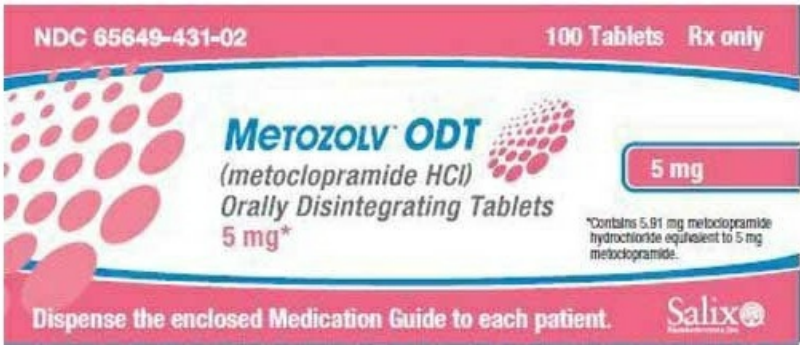 NDC 65649-431-02
100 Tablets Rx only
METOZOLV™ ODT
(metoclopramide HCl)
Orally Disintegrating Tablets
5 mg*
5 mg
*Contains 5.91 mg metoclopramide
hydrochloride equivalent to 5 mg
metoclopramide.
Dispense the enclosed Medication Guide to each patient.
Salix